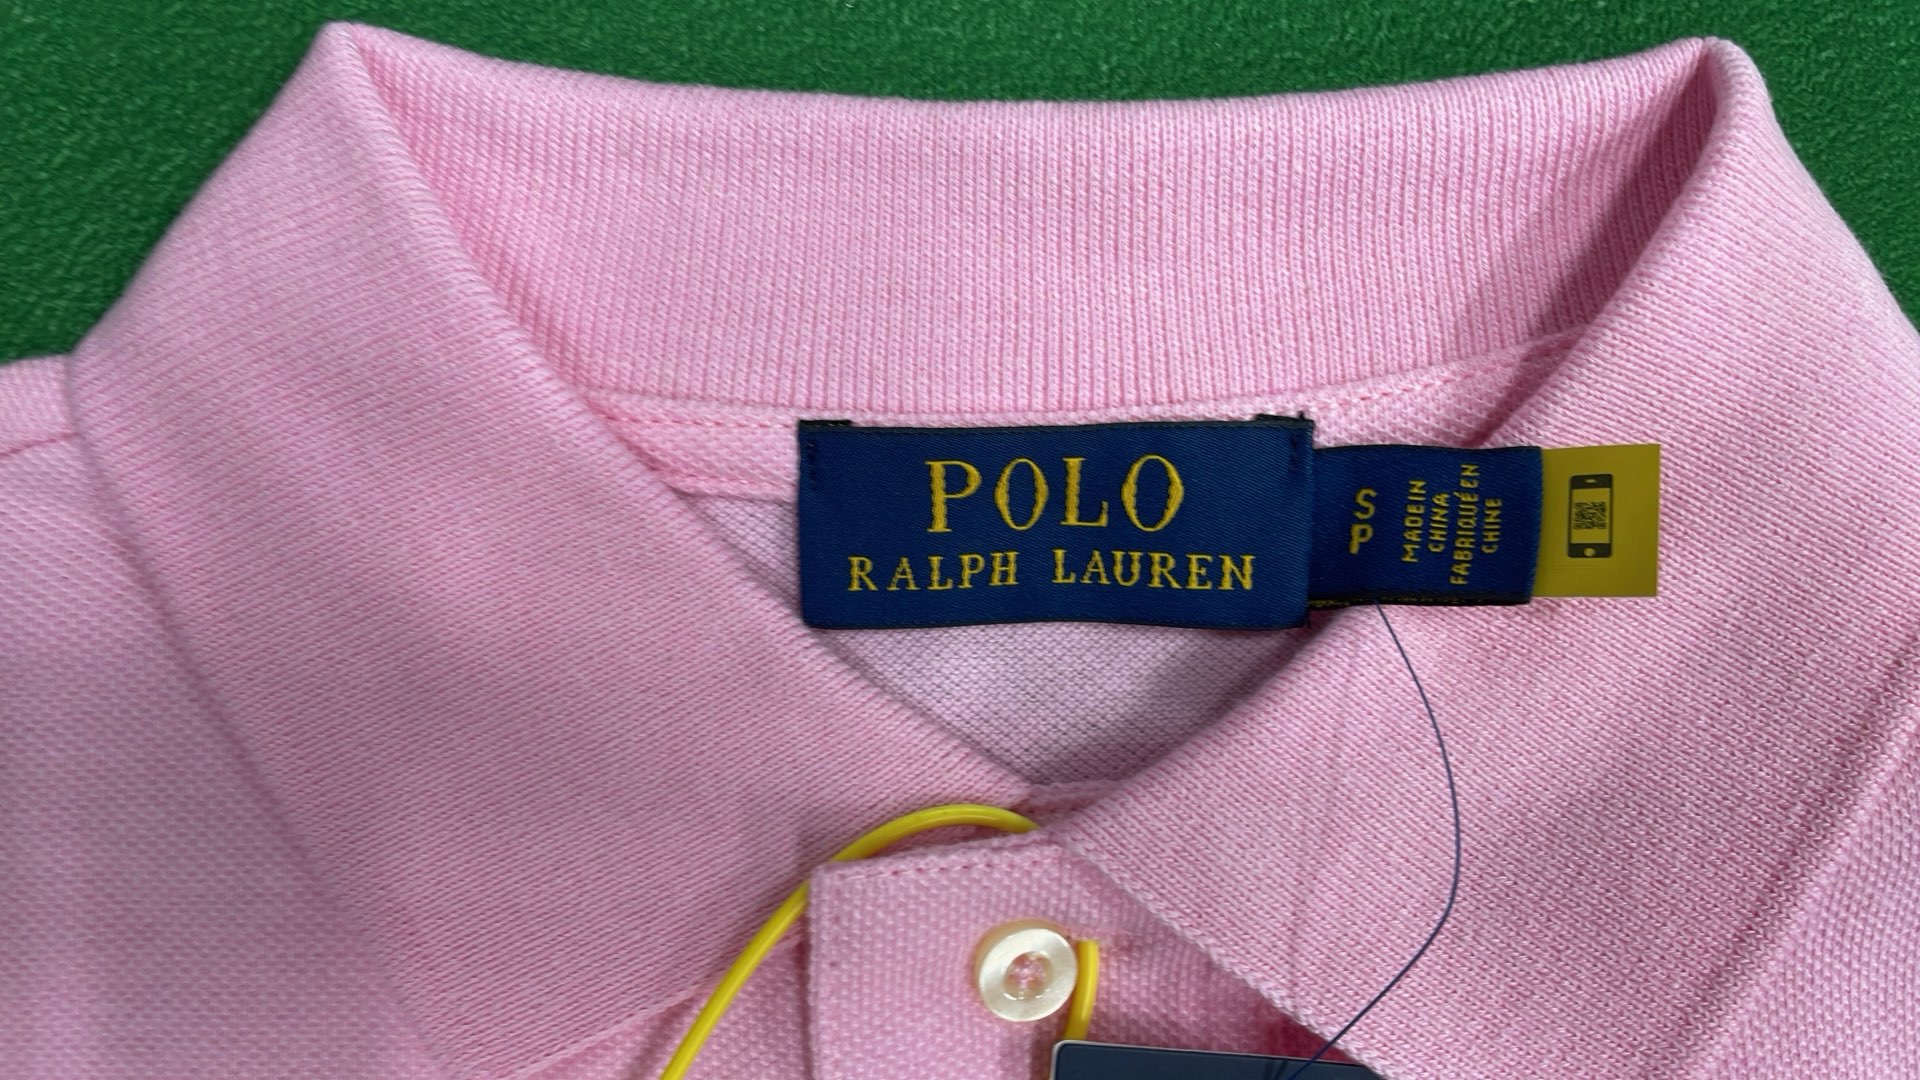 POLO
RALPH LAUREN
S
P
MADE IN
CHINA
FABRIQUÉ EN
CHINE